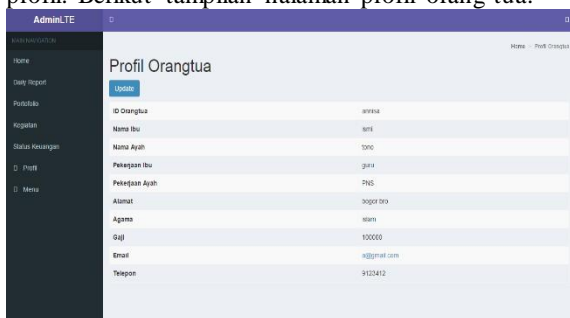 profil. Berikut tampilan halaman profil orang tua.
AdminLTE
MAIN NAVIGATION
Home
Daily Report
Portofolio
Kegiatan
Status Keuangan
Profil
Menu
Home - Profil Orangtua
Profil Orangtua
Update
ID Orangtua annisa
Nama Ibu
Nama Ayah tono
Pekerjaan Ibu guru
Pekerjaan Ayah PNS
Alamat bogor bro
Agama islam
Gaji 100000
Email a@gmail.com
Telepon 9123412